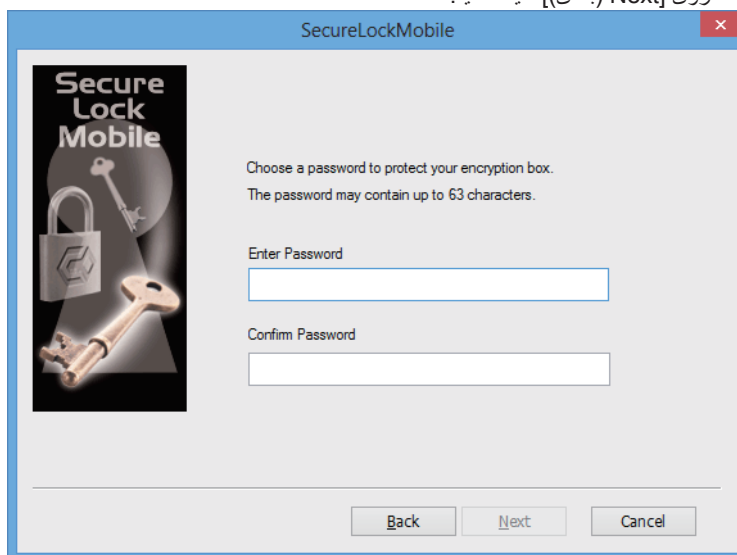 [Next (
SecureLockMobile
Secure
Lock
Mobile
Choose a password to protect your encryption box.
The password may contain up to 63 characters.
Enter Password
Confirm Password
Back
Next
Cancel